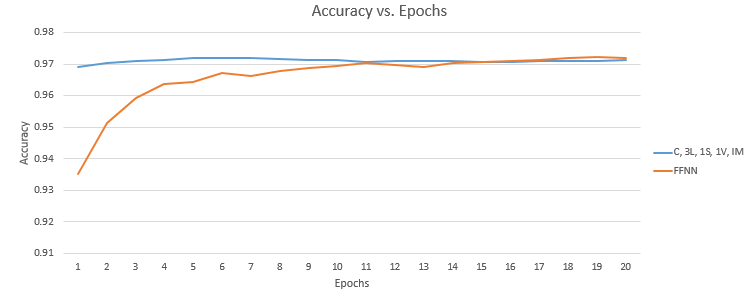 Accuracy vs. Epochs
0.98
0.97
0.96
0.95
0.94
0.93
0.92
0.91
Accuracy
1 2 3 4 5 6 7 8 9 10 11 12 13 14 15 16 17 18 19 20
Epochs
C, 3L, 1S, 1V, IM
FFNN